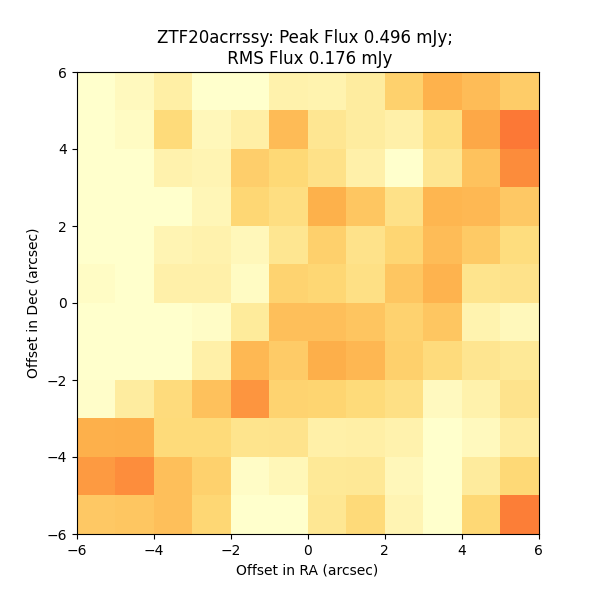 ZTF20acrrssy: Peak Flux 0.496 mJy;
RMS Flux 0.176 mJy
6
4
2
0
−2
−4
−6
Offset in Dec (arcsec)
−6 −4 −2 0 2 4 6
Offset in RA (arcsec)